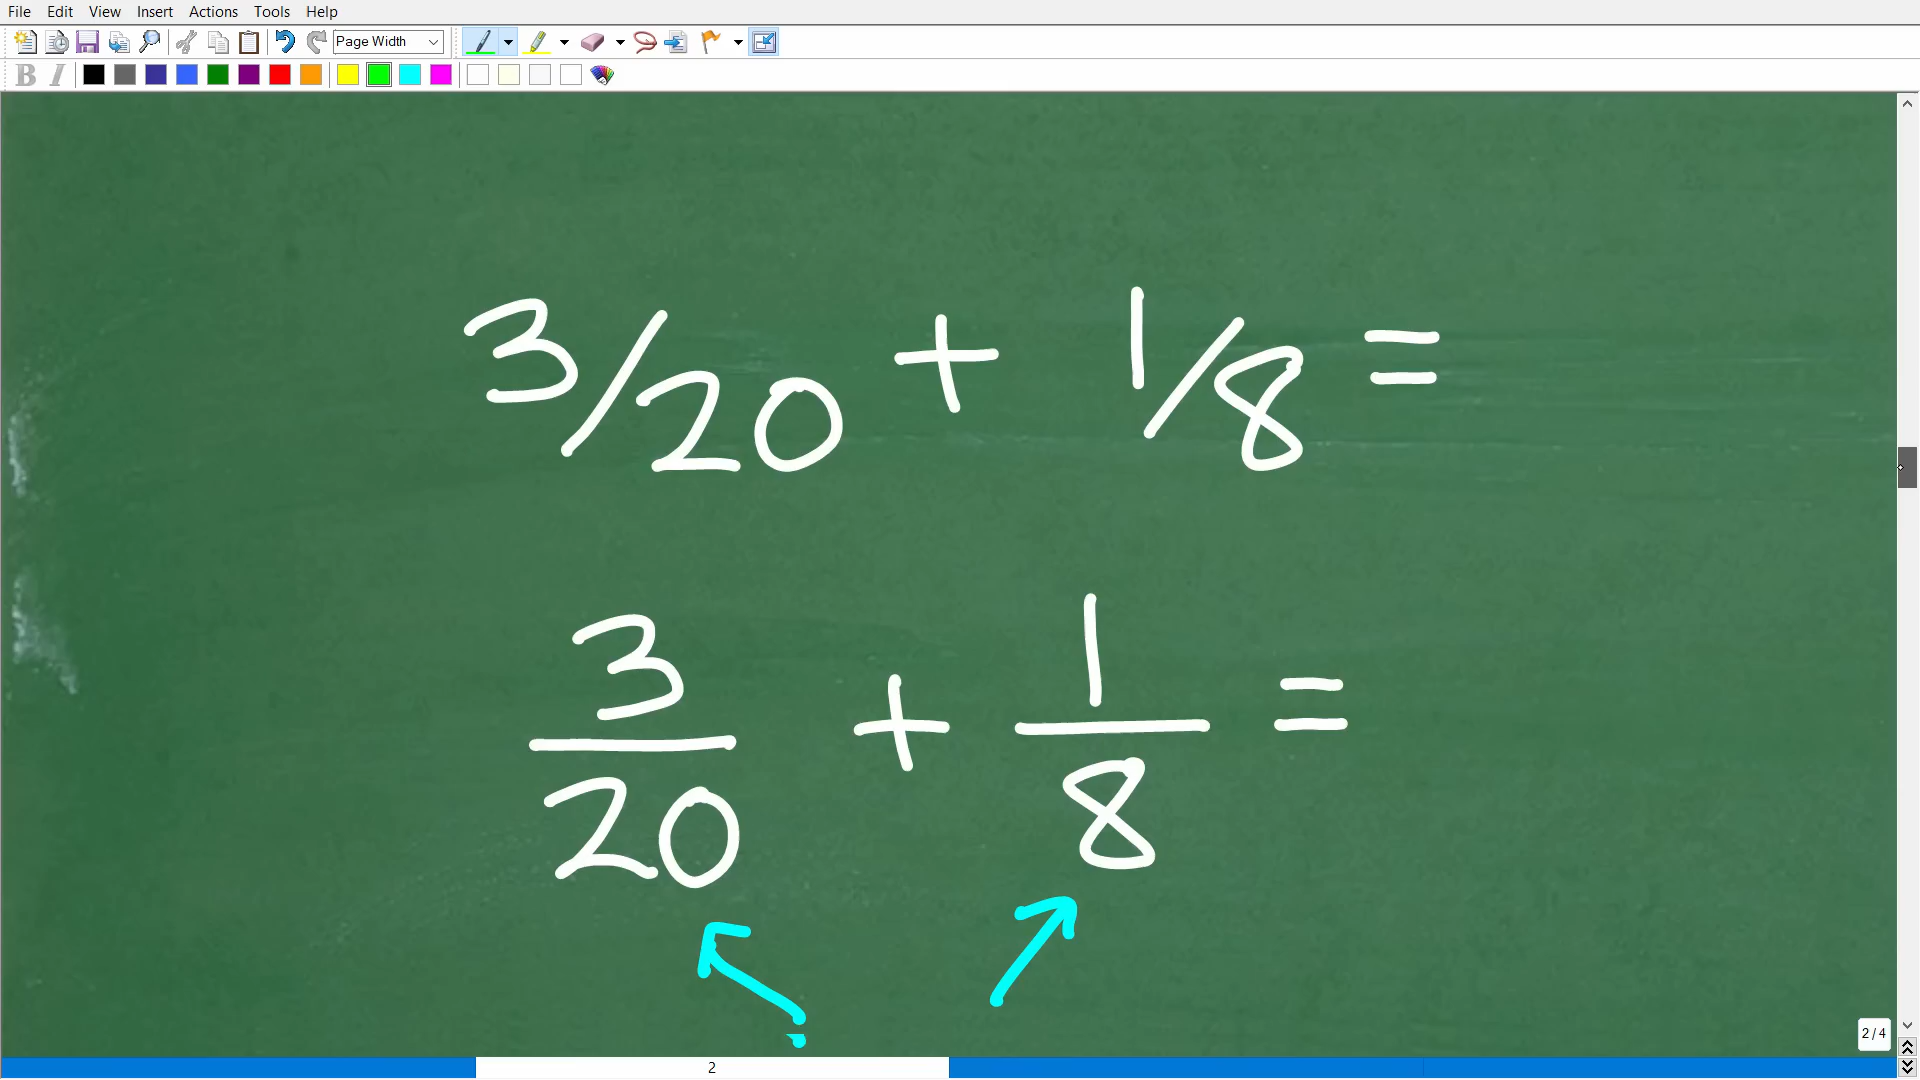 File Edit View Insert Actions Tools Help
Page Width
B I
3/20 + 1/8 =
3/20 + 1/8 =
2/4
2